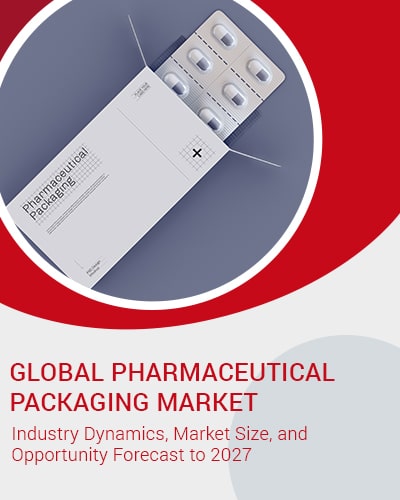 Pharmaceutical
Packaging
GLOBAL PHARMACEUTICAL
PACKAGING MARKET
Industry Dynamics, Market Size, and
Opportunity Forecast to 2027